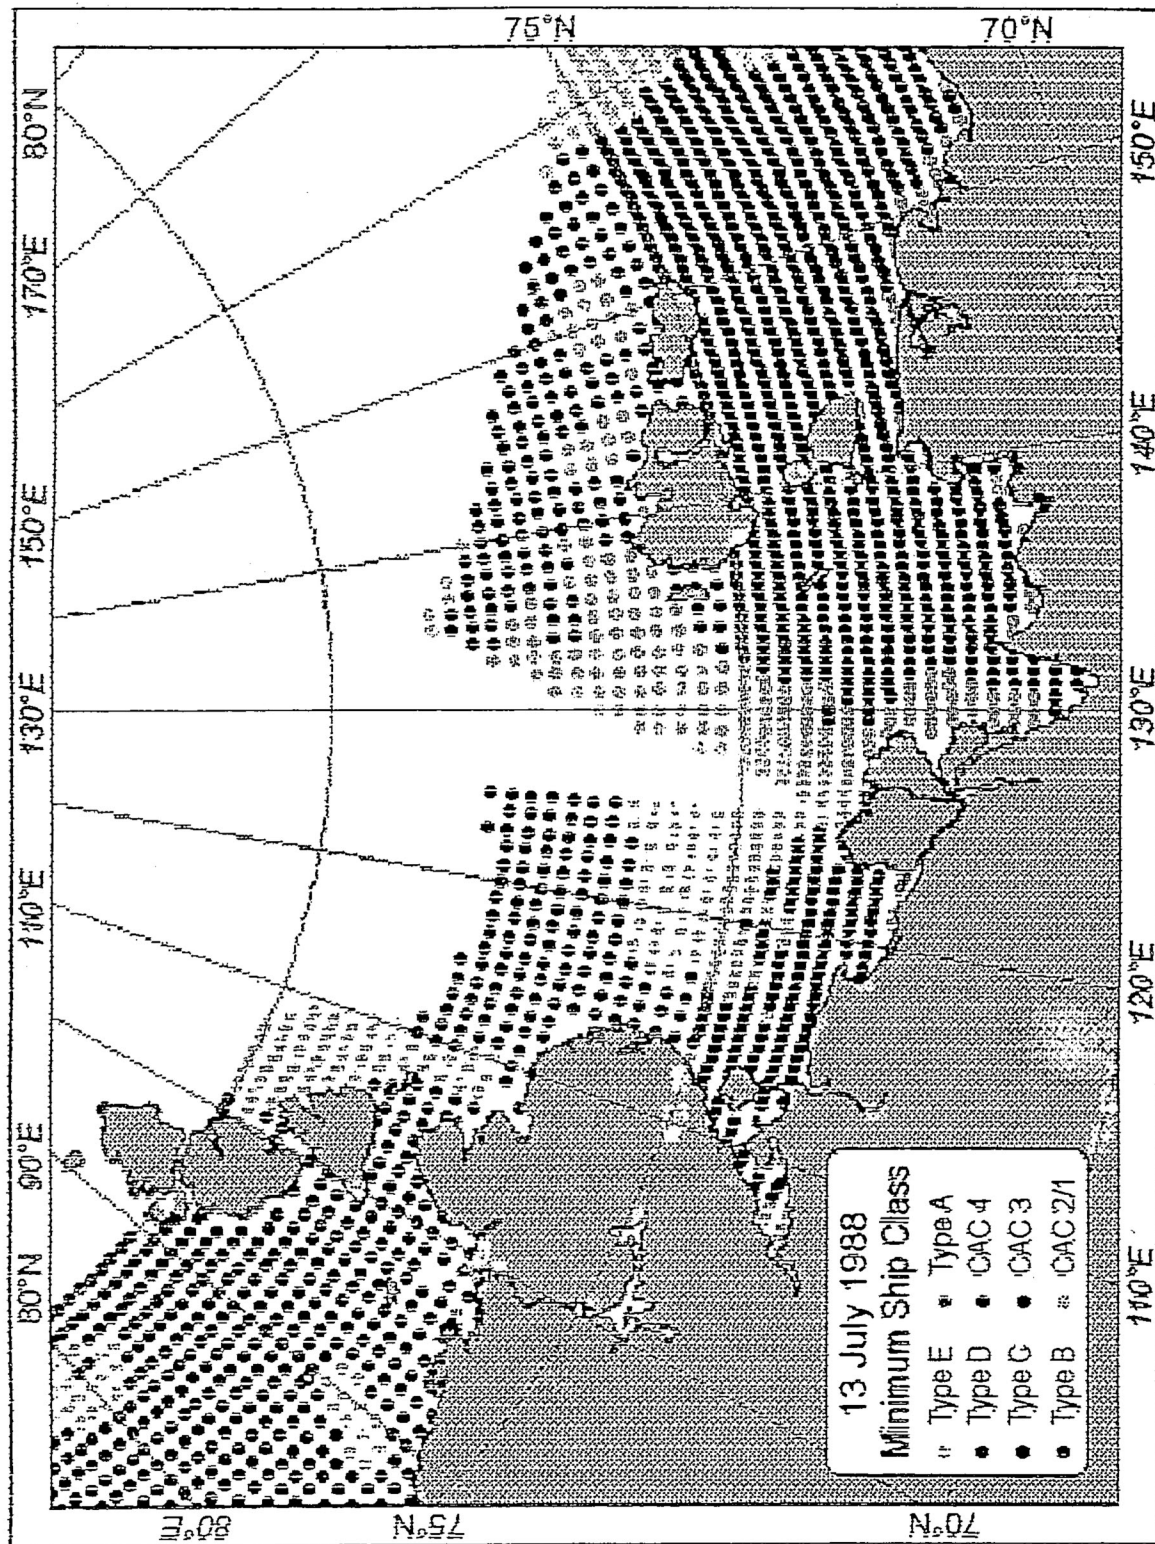 80°N 90°E 110°E 130°E 150°E 170°E 80°N
80°E
75°N
70°N
75°N
70°N
110°E 120°E 130°E 140°E 150°E
13 July 1988
Minimum Ship Class
Type E Type A
Type D CAC 4
Type C CAC 3
Type B CAC 2/1